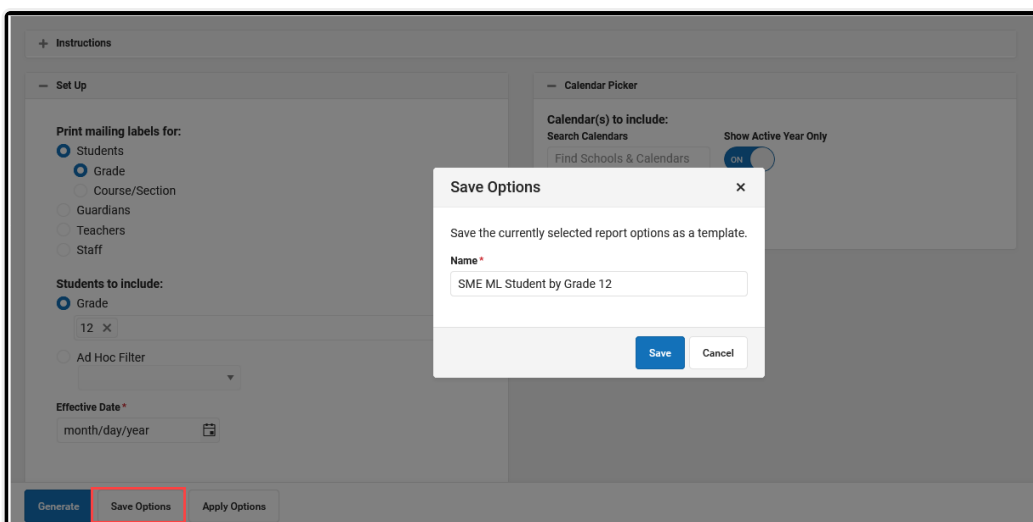 Instructions
Set Up
Print mailing labels for:
Students
Grade
Course/Section
Guardians
Teachers
Staff
Students to include:
Grade
12
Ad Hoc Filter
Effective Date*
month/day/year
Calendar Picker
Calendar(s) to include:
Search Calendars
Show Active Year Only
Find Schools & Calendars
ON
Save Options
Save the currently selected report options as a template.
Name*
SME ML Student by Grade 12
Save
Cancel
Generate
Save Options
Apply Options